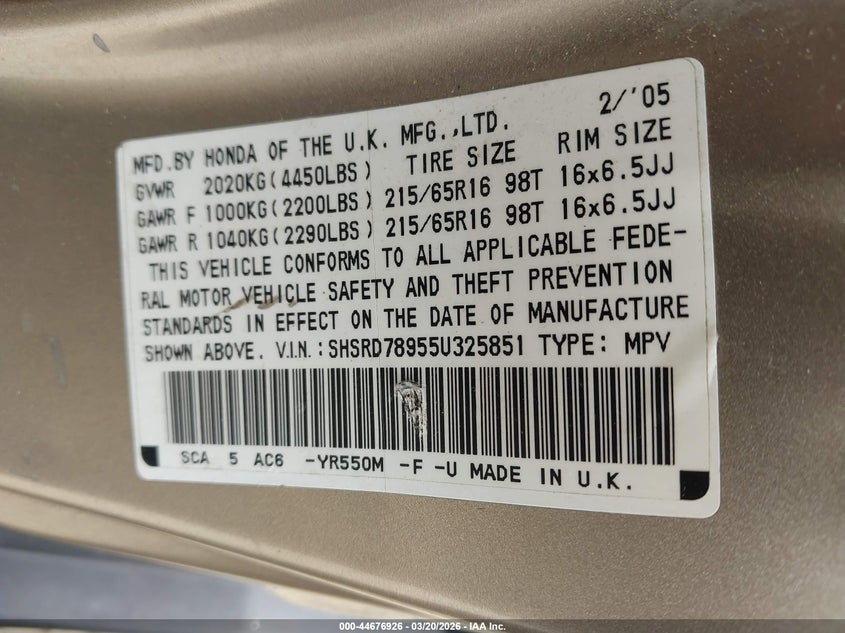 2/'05
MFD.BY HONDA OF THE U.K. MFG.,LTD.
GVWR 2020KG(4450LBS) TIRE SIZE RIM SIZE
GAWR F 1000KG(2200LBS) 215/65R16 98T 16x6.5JJ
GAWR R 1040KG(2290LBS) 215/65R16 98T 16x6.5JJ
THIS VEHICLE CONFORMS TO ALL APPLICABLE FEDE-
RAL MOTOR VEHICLE SAFETY AND THEFT PREVENTION
STANDARDS IN EFFECT ON THE DATE OF MANUFACTURE
SHOWN ABOVE. V.I.N.:SHSRD78955U325851 TYPE: MPV
SCA 5 AC6 -YR550M -F -U MADE IN U.K.
000-44676926 - 03/20/2026 - IAA Inc.